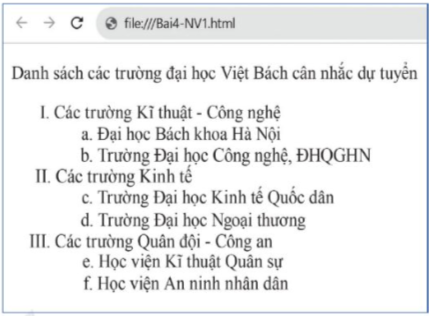 file:///Bai4-NV1.html
Danh sách các trường đại học Việt Bách cân nhắc dự tuyển
I. Các trường Kĩ thuật - Công nghệ
a. Đại học Bách khoa Hà Nội
b. Trường Đại học Công nghệ, ĐHQGHN
II. Các trường Kinh tế
c. Trường Đại học Kinh tế Quốc dân
d. Trường Đại học Ngoại thương
III. Các trường Quân đội - Công an
e. Học viện Kĩ thuật Quân sự
f. Học viện An ninh nhân dân